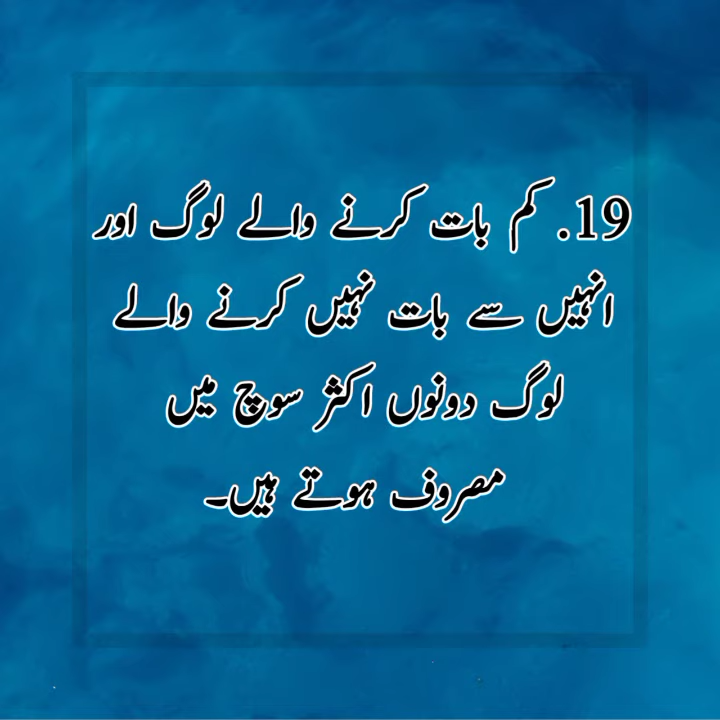 19. کم بات کرنے والے لوگ اور
انہیں سے بات نہیں کرنے والے
لوگ دونوں اکثر سوچ میں
مصروف ہوتے ہیں۔